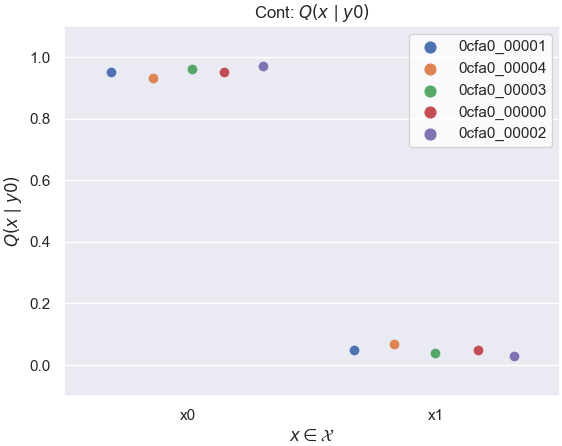 Cont: Q(x | y0)
1.0
0.8
0.6
0.4
0.2
0.0
Q(x | y0)
0cfa0_00001
0cfa0_00004
0cfa0_00003
0cfa0_00000
0cfa0_00002
x0 x1
x ∈ 𝒳